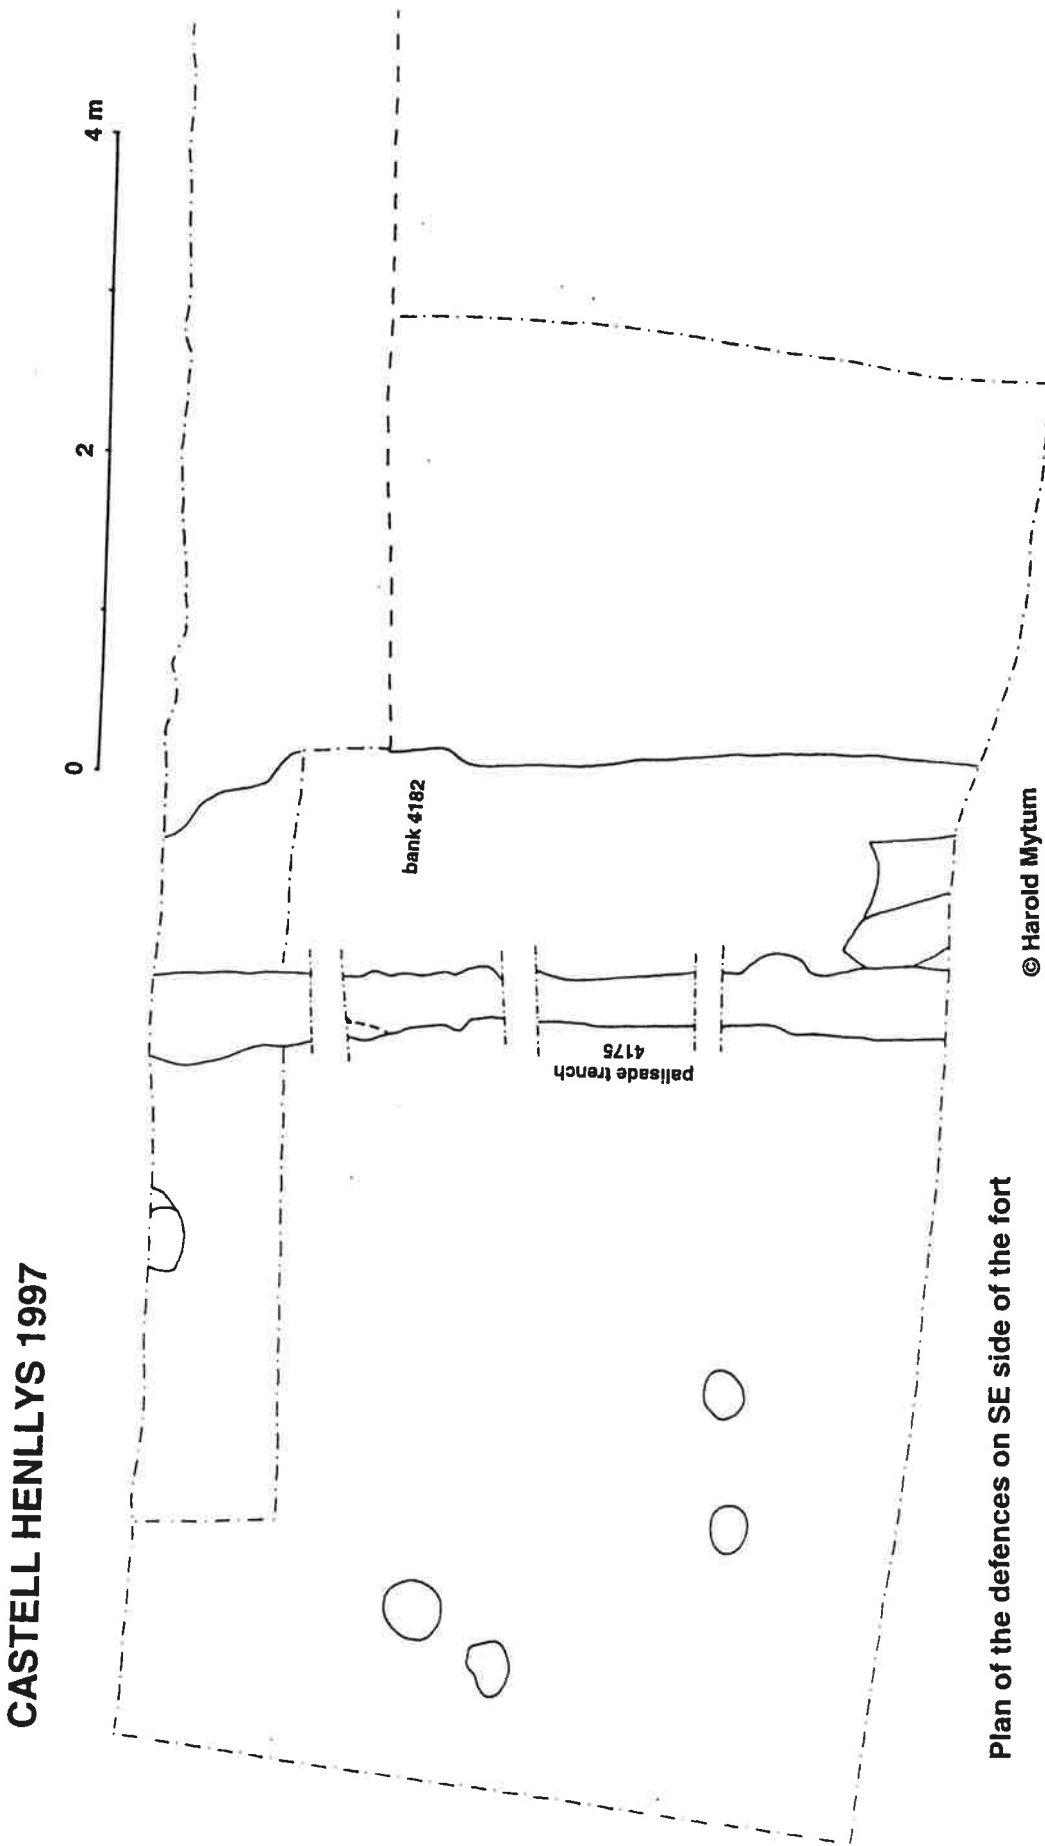 CASTELL HENLLYS 1997
0
2
4 m
bank 4182
palisade trench
4175
Plan of the defences on SE side of the fort
© Harold Mytum